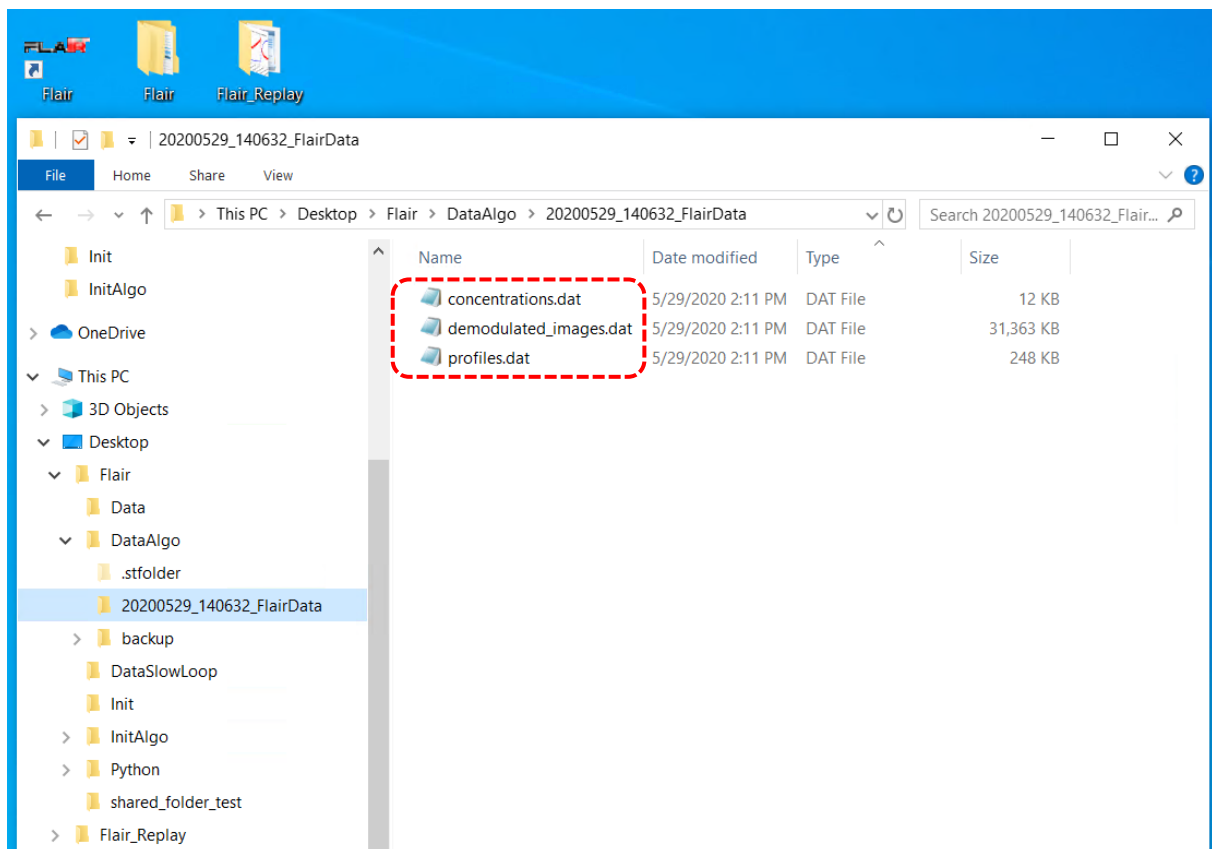 FLAIR
Flair Flair Flair_Replay
20200529_140632_FlairData
File Home Share View
This PC > Desktop > Flair > DataAlgo > 20200529_140632_FlairData
Search 20200529_140632_Flair...
Init
InitAlgo
OneDrive
This PC
3D Objects
Desktop
Flair
Data
DataAlgo
.stfolder
20200529_140632_FlairData
backup
DataSlowLoop
Init
InitAlgo
Python
shared_folder_test
Flair_Replay
Name Date modified Type Size
concentrations.dat 5/29/2020 2:11 PM DAT File 12 KB
demodulated_images.dat 5/29/2020 2:11 PM DAT File 31,363 KB
profiles.dat 5/29/2020 2:11 PM DAT File 248 KB